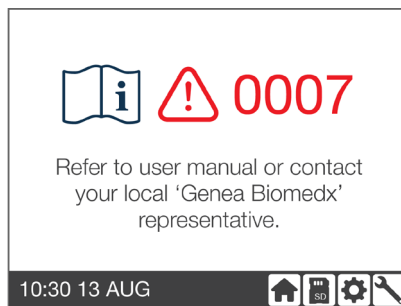 i ! 0007
Refer to user manual or contact
your local 'Genea Biomedx'
representative.
10:30 13 AUG SD